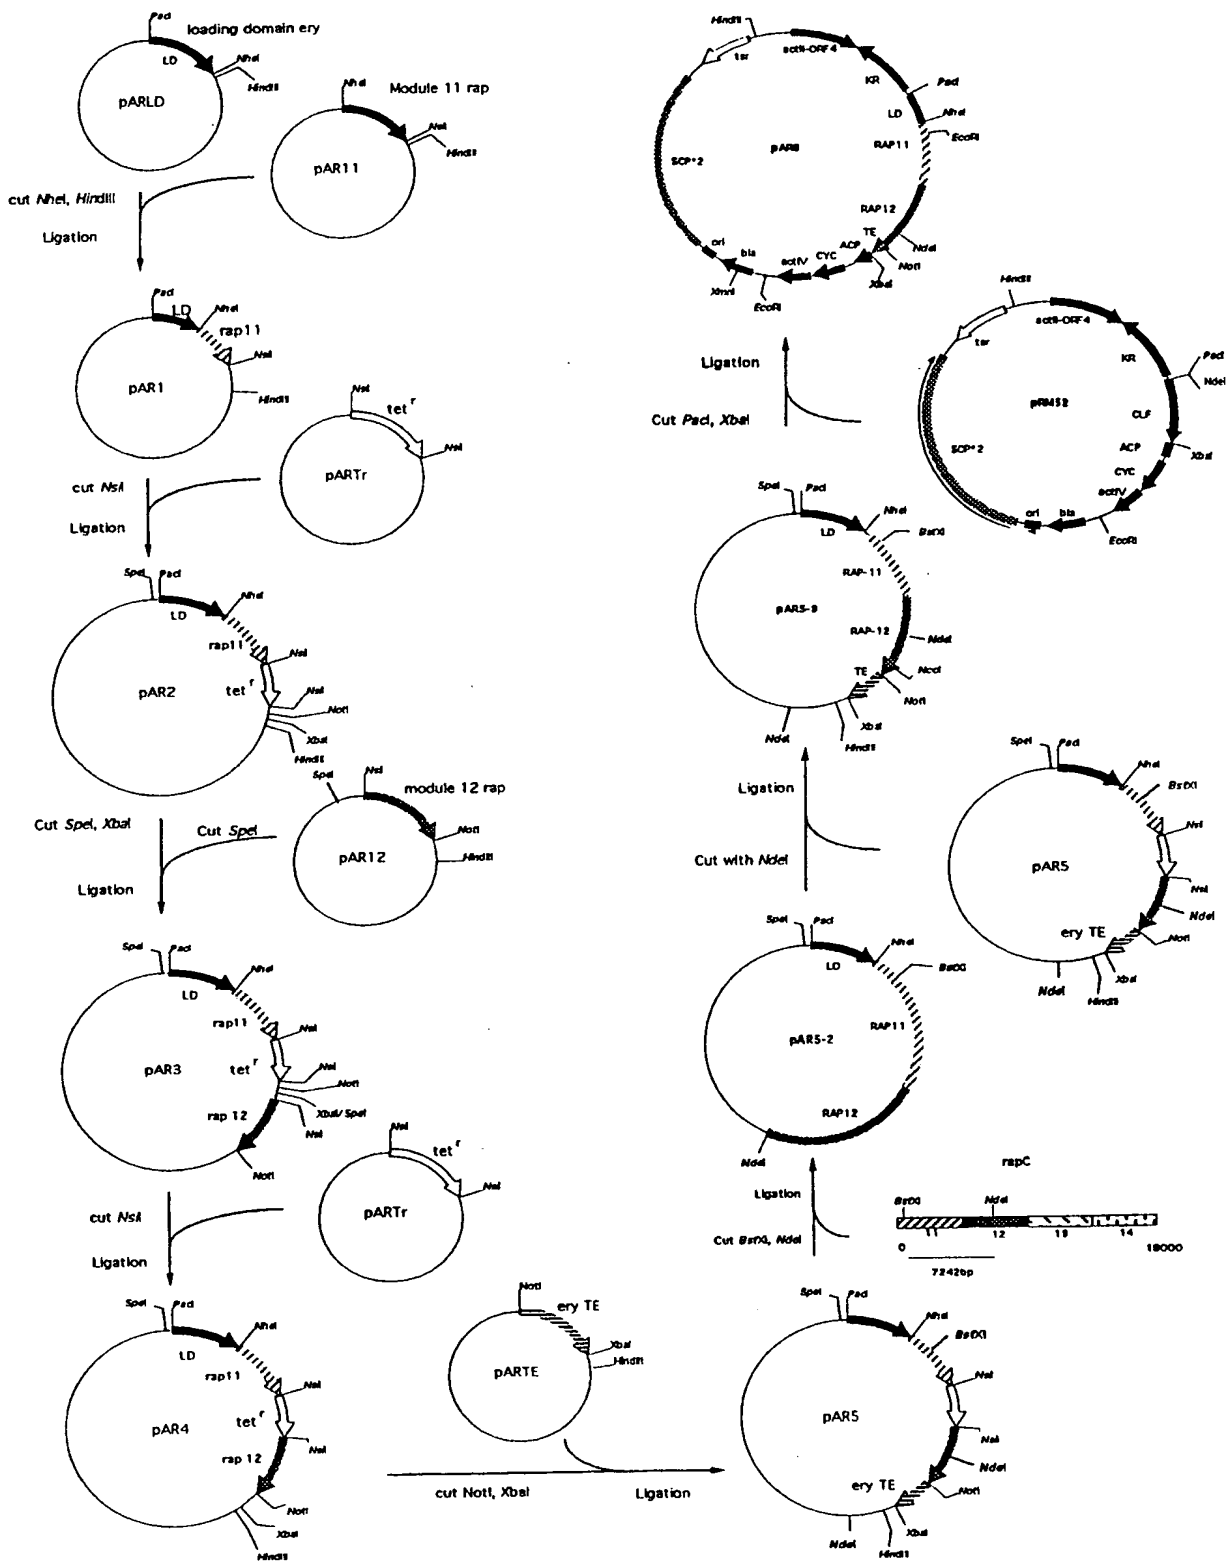 PacI
loading domain ery
LD
NheI
HindIII
pARLD
NheI
Module 11 rap
NsiI
HindIII
pAR11
cut NheI, HindIII
Ligation
PacI
LD
NheI
rap11
NsiI
HindIII
pAR1
NsiI
tet r
NsiI
pARTr
cut NsiI
Ligation
SpeI
PacI
NheI
LD
rap11
NsiI
tet r
NsiI
NotI
XbaI
HindIII
pAR2
SpeI
NsiI
module 12 rap
NotI
HindIII
pAR12
Cut SpeI, XbaI
Cut SpeI
Ligation
SpeI
PacI
NheI
LD
rap11
NsiI
tet r
NsiI
NotI
XbaI/SpeI
NsiI
rap 12
NotI
pAR3
NsiI
tet r
NsiI
pARTr
cut NsiI
Ligation
SpeI
PacI
NheI
LD
rap11
NsiI
tet r
NsiI
rap 12
NotI
XbaI
HindIII
pAR4
NotI
ery TE
XbaI
HindIII
pARTE
cut NotI, XbaI
Ligation
SpeI
PacI
NheI
BstXI
NsiI
NsiI
NdeI
NotI
ery TE
XbaI
HindIII
NdeI
pAR5
rapC
BstXI
NdeI
11
12
13
14
0
18000
7242bp
Ligation
Cut BstXI, NdeI
SpeI
PacI
NheI
LD
BstXI
RAP11
pAR5-2
RAP12
NdeI
SpeI
PacI
NheI
BstXI
NsiI
NsiI
NdeI
NotI
ery TE
XbaI
HindIII
NdeI
pAR5
Ligation
Cut with NdeI
SpeI
PacI
NheI
LD
BstXI
RAP-11
RAP-12
NdeI
TE
NotI
XbaI
HindIII
NdeI
Ligation
Cut PacI, XbaI
HindIII
actII-ORF4
tsr
KR
PacI
NdeI
pRM52
CLF
SCP*2
ACP
XbaI
CYC
actIV
ori
bla
EcoRI
HindIII
actII-ORF4
tsr
KR
PacI
LD
NheI
RAP11
EcoRI
SCP*2
RAP12
TE
NdeI
NotI
ACP
XbaI
CYC
actIV
ori
bla
XmnI
EcoRI